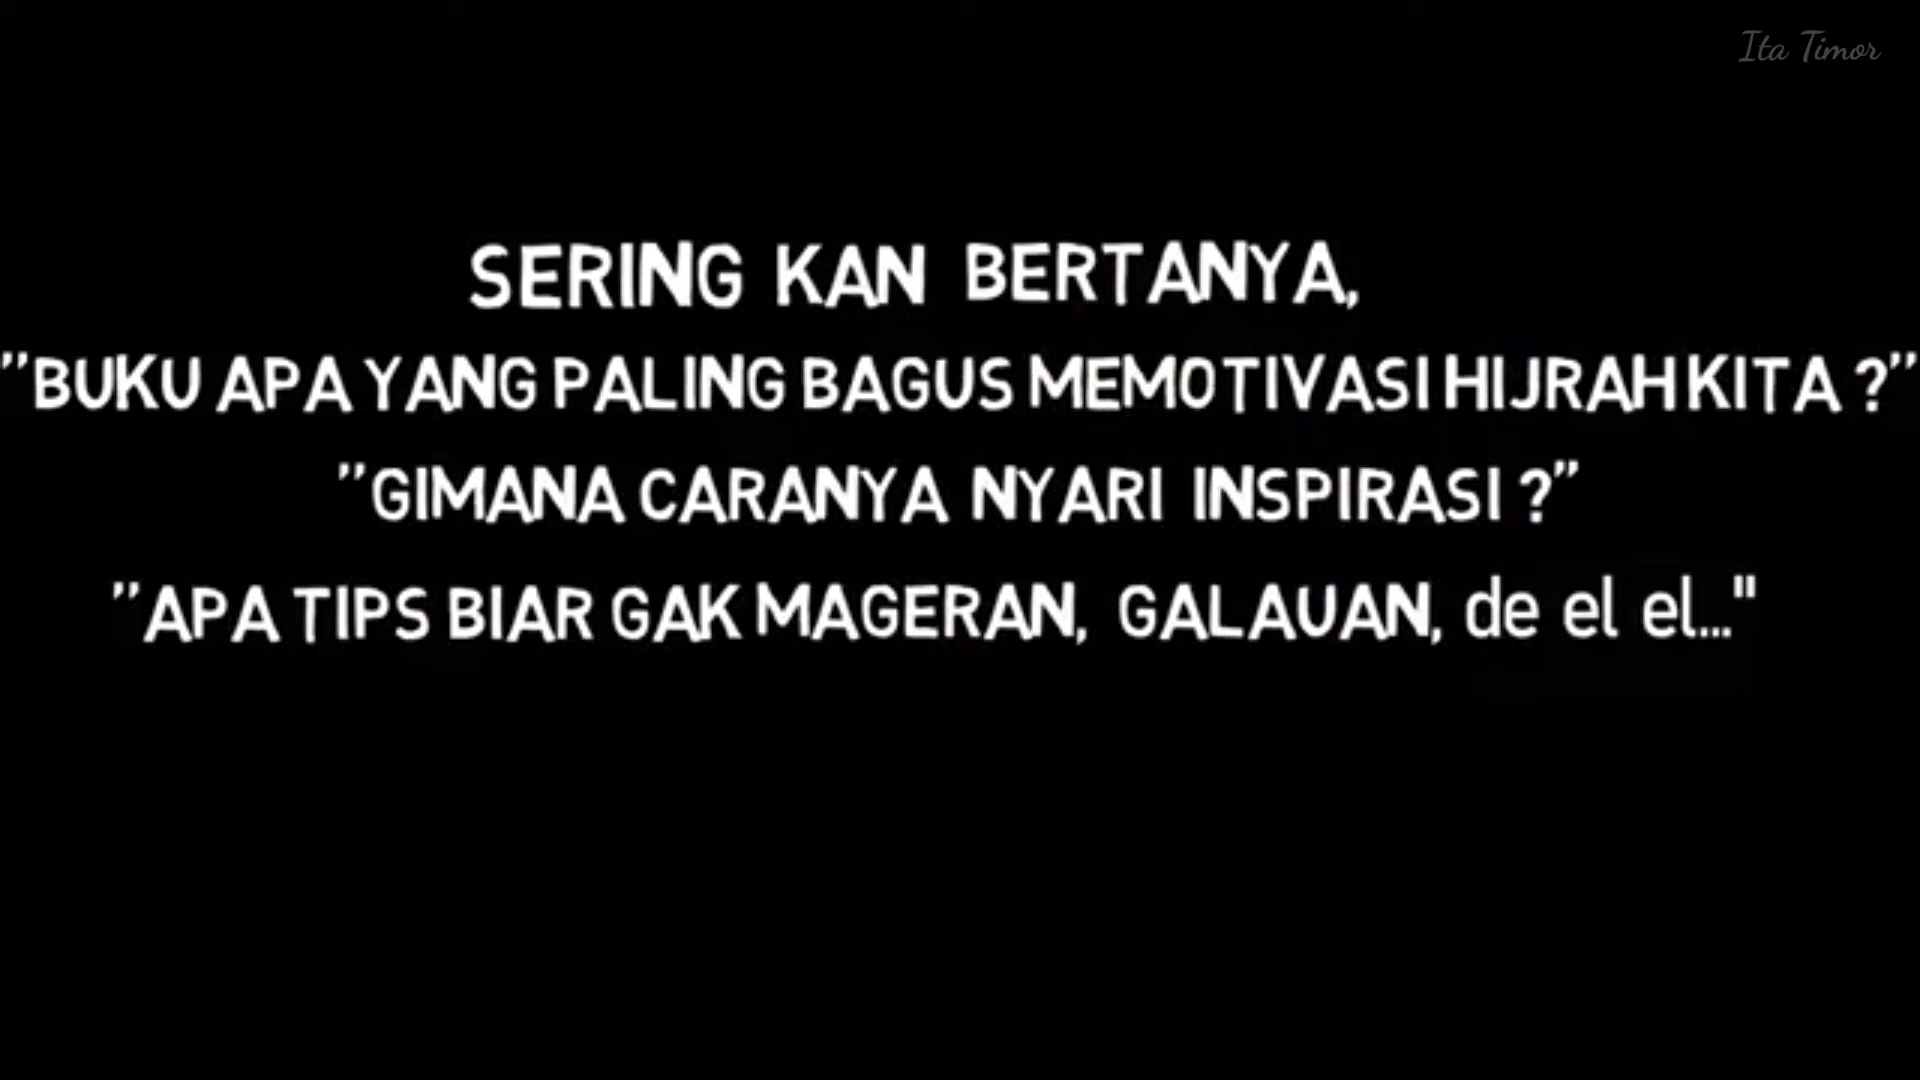 Ita Timor
SERING KAN BERTANYA,
"BUKU APA YANG PALING BAGUS MEMOTIVASI HIJRAH KITA ?"
"GIMANA CARANYA NYARI INSPIRASI ?"
"APA TIPS BIAR GAK MAGERAN, GALAUAN, de el el..."